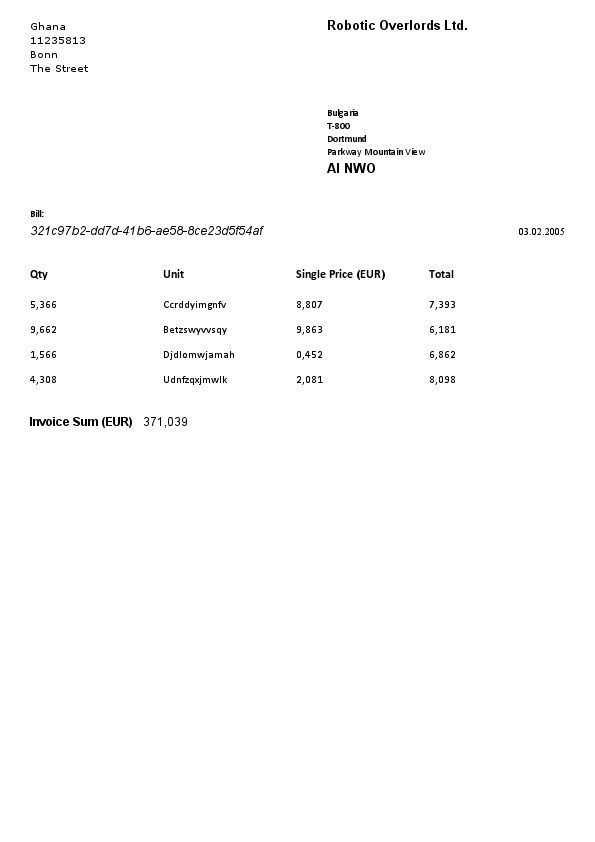 Ghana
11235813
Bonn
The Street
Robotic Overlords Ltd.
Bulgaria
T-800
Dortmund
Parkway Mountain View
AI NWO
Bill:
321c97b2-dd7d-41b6-ae58-8ce23d5f54af 03.02.2005
Qty Unit Single Price (EUR) Total
5,366 Ccrddyimgnfv 8,807 7,393
9,662 Betzswyvvsqy 9,863 6,181
1,566 Djdlomwjamah 0,452 6,862
4,308 Udnfzqxjmwlk 2,081 8,098
Invoice Sum (EUR) 371,039